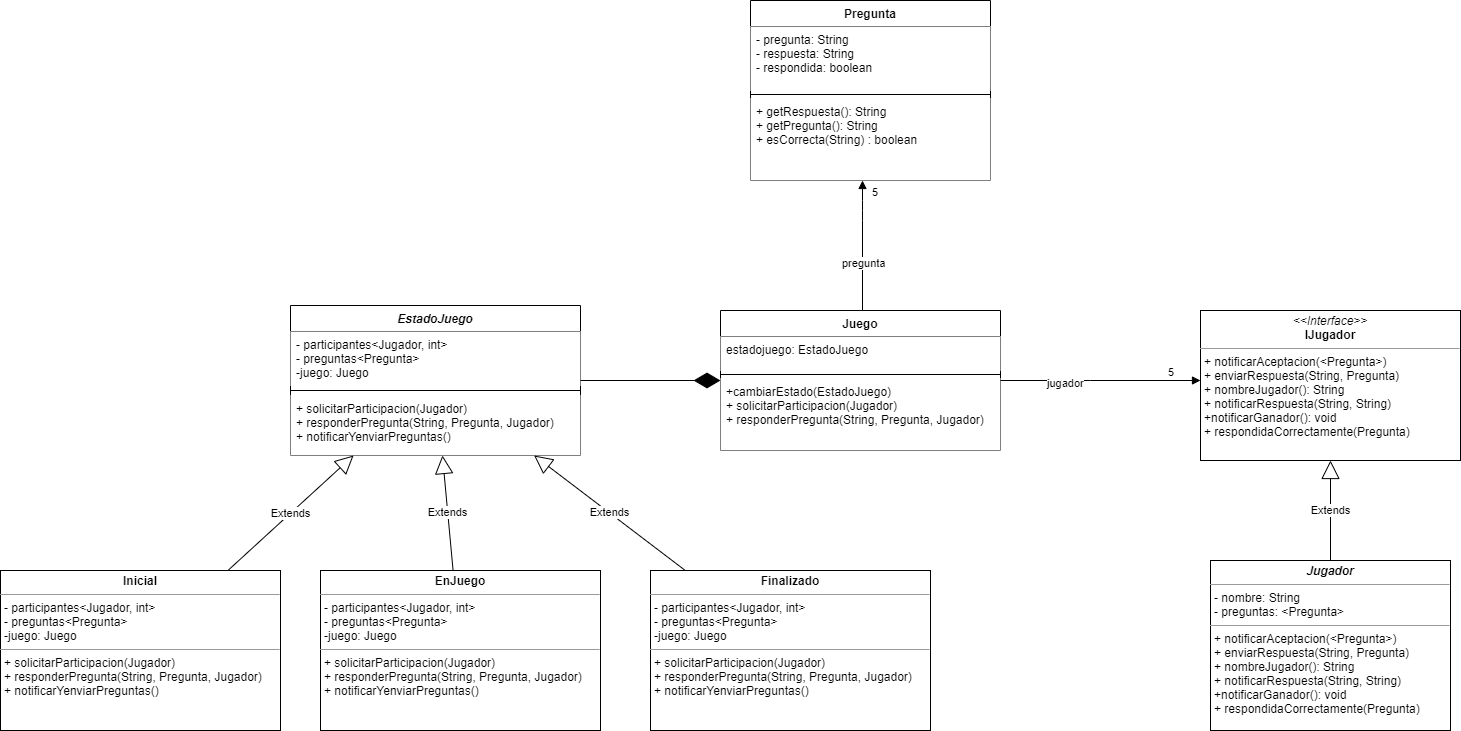 Pregunta
- pregunta: String
- respuesta: String
- respondida: boolean
+ getRespuesta(): String
+ getPregunta(): String
+ esCorrecta(String) : boolean
5
pregunta
EstadoJuego
- participantes<Jugador, int>
- preguntas<Pregunta>
-juego: Juego
+ solicitarParticipacion(Jugador)
+ responderPregunta(String, Pregunta, Jugador)
+ notificarYenviarPreguntas()
Juego
estadojuego: EstadoJuego
+cambiarEstado(EstadoJuego)
+ solicitarParticipacion(Jugador)
+ responderPregunta(String, Pregunta, Jugador)
jugador
5
<<Interface>>
IJugador
+ notificarAceptacion(<Pregunta>)
+ enviarRespuesta(String, Pregunta)
+ nombreJugador(): String
+ notificarRespuesta(String, String)
+notificarGanador(): void
+ respondidaCorrectamente(Pregunta)
Extends
Extends
Extends
Extends
Inicial
- participantes<Jugador, int>
- preguntas<Pregunta>
-juego: Juego
+ solicitarParticipacion(Jugador)
+ responderPregunta(String, Pregunta, Jugador)
+ notificarYenviarPreguntas()
EnJuego
- participantes<Jugador, int>
- preguntas<Pregunta>
-juego: Juego
+ solicitarParticipacion(Jugador)
+ responderPregunta(String, Pregunta, Jugador)
+ notificarYenviarPreguntas()
Finalizado
- participantes<Jugador, int>
- preguntas<Pregunta>
-juego: Juego
+ solicitarParticipacion(Jugador)
+ responderPregunta(String, Pregunta, Jugador)
+ notificarYenviarPreguntas()
Jugador
- nombre: String
- preguntas: <Pregunta>
+ notificarAceptacion(<Pregunta>)
+ enviarRespuesta(String, Pregunta)
+ nombreJugador(): String
+ notificarRespuesta(String, String)
+notificarGanador(): void
+ respondidaCorrectamente(Pregunta)